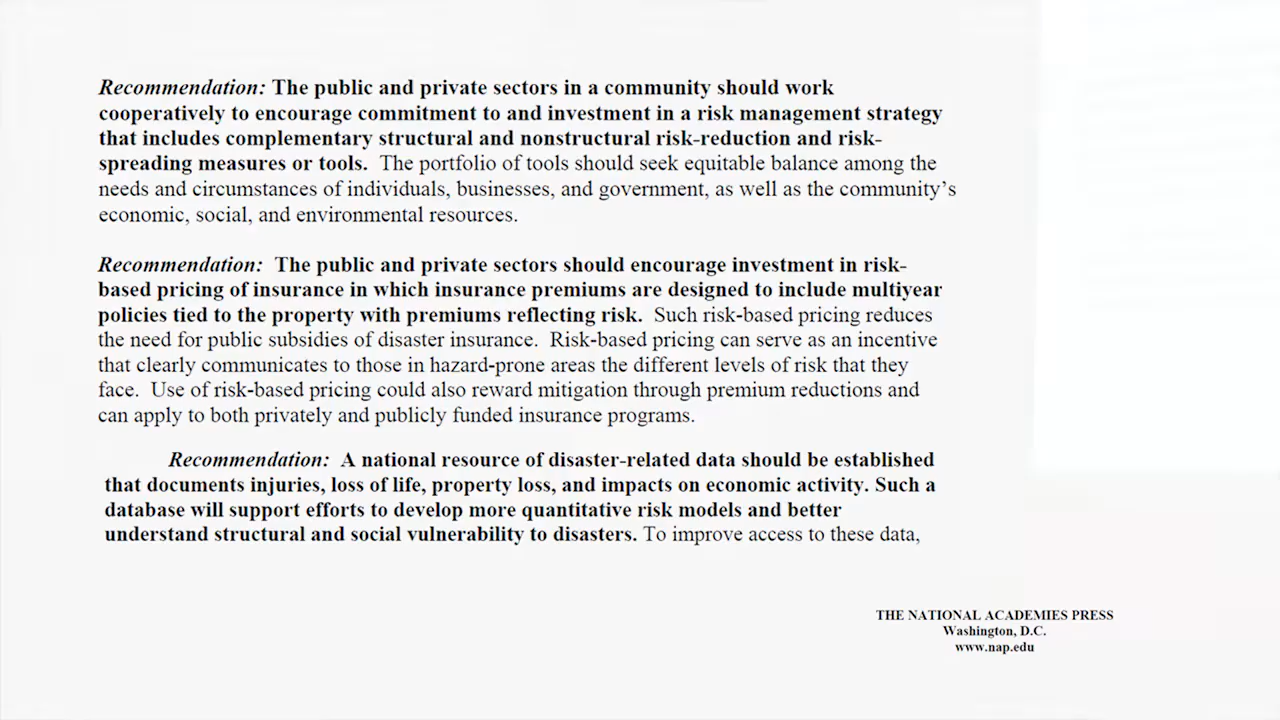 Recommendation: The public and private sectors in a community should work
cooperatively to encourage commitment to and investment in a risk management strategy
that includes complementary structural and nonstructural risk-reduction and risk-
spreading measures or tools. The portfolio of tools should seek equitable balance among the
needs and circumstances of individuals, businesses, and government, as well as the community’s
economic, social, and environmental resources.
Recommendation: The public and private sectors should encourage investment in risk-
based pricing of insurance in which insurance premiums are designed to include multiyear
policies tied to the property with premiums reflecting risk. Such risk-based pricing reduces
the need for public subsidies of disaster insurance. Risk-based pricing can serve as an incentive
that clearly communicates to those in hazard-prone areas the different levels of risk that they
face. Use of risk-based pricing could also reward mitigation through premium reductions and
can apply to both privately and publicly funded insurance programs.
Recommendation: A national resource of disaster-related data should be established
that documents injuries, loss of life, property loss, and impacts on economic activity. Such a
database will support efforts to develop more quantitative risk models and better
understand structural and social vulnerability to disasters. To improve access to these data,
THE NATIONAL ACADEMIES PRESS
Washington, D.C.
www.nap.edu